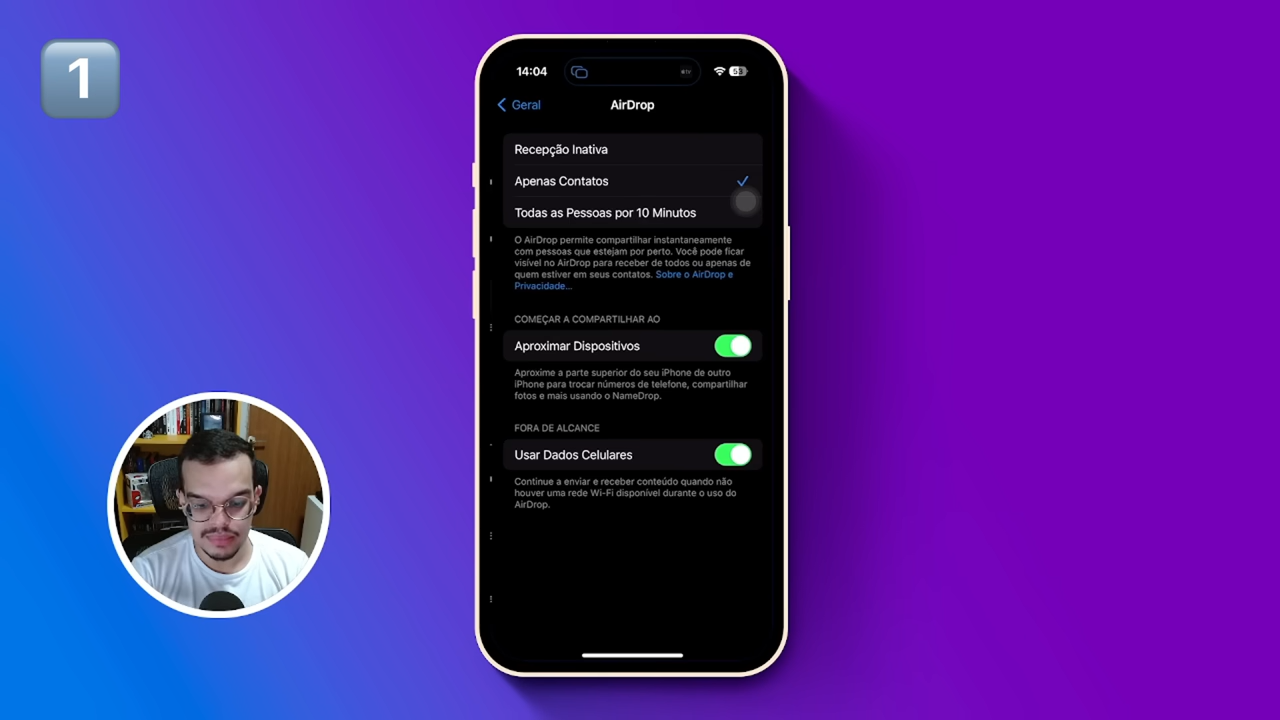 1
14:04
53
Geral
AirDrop
Recepção Inativa
Apenas Contatos
Todas as Pessoas por 10 Minutos
O AirDrop permite compartilhar instantaneamente
com pessoas que estejam por perto. Você pode ficar
visível no AirDrop para receber de todos ou apenas de
quem estiver em seus contatos. Sobre o AirDrop e
Privacidade...
COMEÇAR A COMPARTILHAR AO
Aproximar Dispositivos
Aproxime a parte superior do seu iPhone de outro
iPhone para trocar números de telefone, compartilhar
fotos e mais usando o NameDrop.
FORA DE ALCANCE
Usar Dados Celulares
Continue a enviar e receber conteúdo quando não
houver uma rede Wi-Fi disponível durante o uso do
AirDrop.